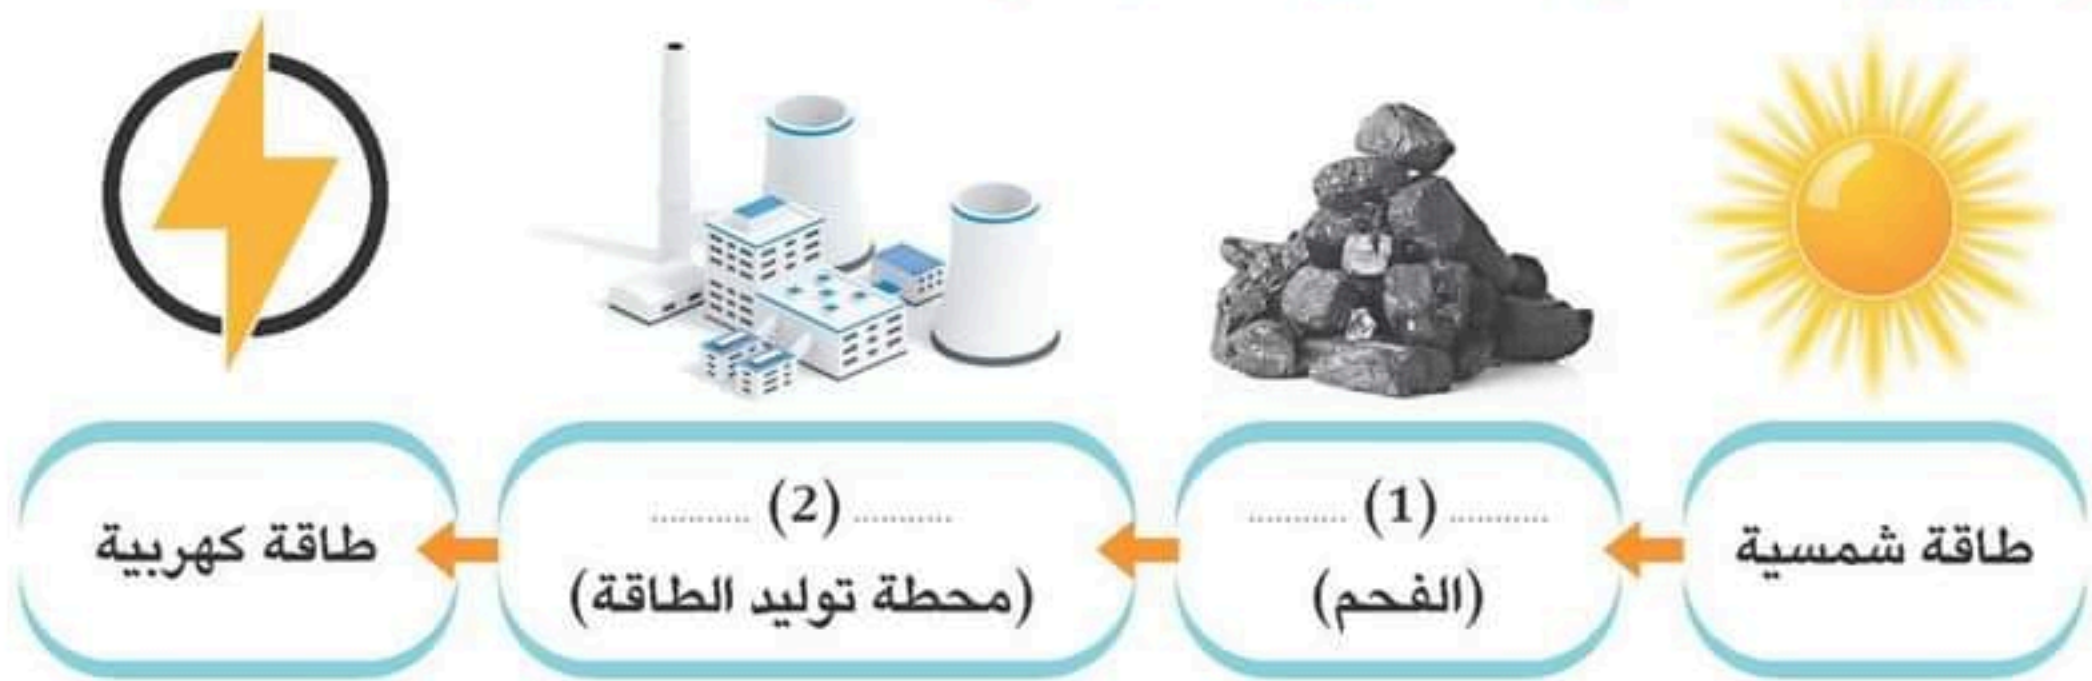 طاقة شمسية
.......... (1) ..........
(الفحم)
.......... (2) ..........
(محطة توليد الطاقة)
طاقة كهربية